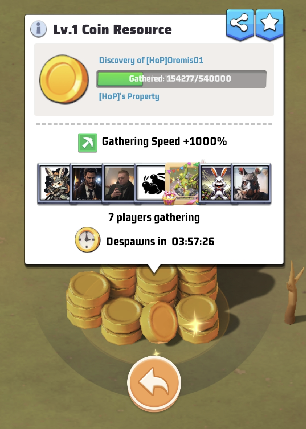 Lv.1 Coin Resource
Discovery of [HoP]Oromis01
Gathered: 154277/540000
[HoP]'s Property
Gathering Speed +1000%
7 players gathering
Despawns in 03:57:26